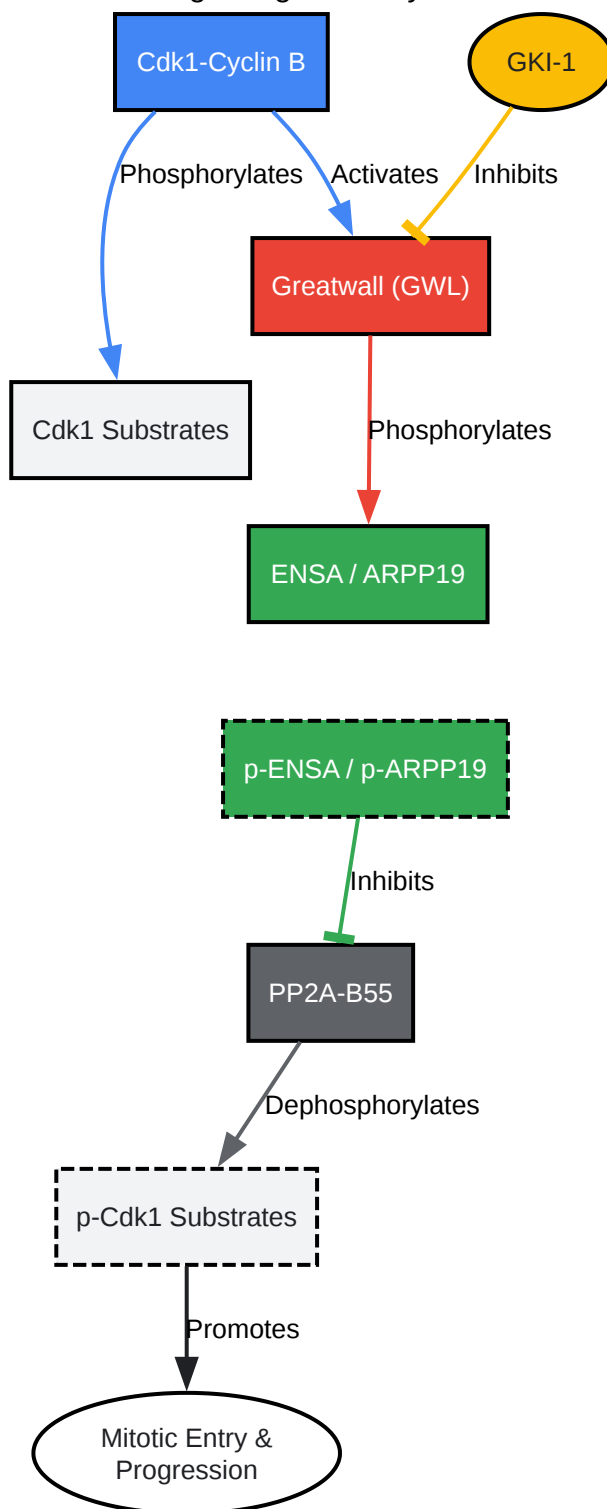 Cdk1-Cyclin B
GKI-1
Phosphorylates
Activates
Inhibits
Greatwall (GWL)
Cdk1 Substrates
Phosphorylates
ENSA / ARPP19
p-ENSA / p-ARPP19
Inhibits
PP2A-B55
Dephosphorylates
p-Cdk1 Substrates
Promotes
Mitotic Entry &
Progression